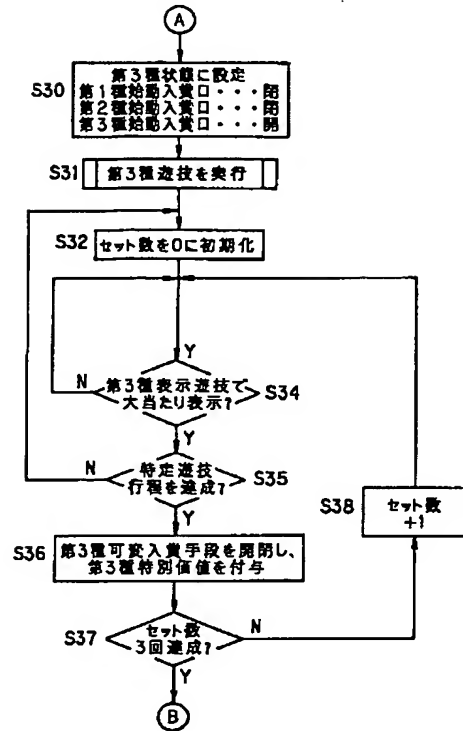 A
S30
第3種状態に設定
第1種始動入賞口・・・閉
第2種始動入賞口・・・閉
第3種始動入賞口・・・開
S31
第3種遊技を実行
S32
セット数を0に初期化
Y
N
第3種表示遊技で
大当たり表示?
S34
Y
N
特定遊技
行程を達成?
S35
Y
S38
セット数
+1
S36
第3種可変入賞手段を開閉し、
第3種特別価値を付与
S37
セット数
3回達成?
N
Y
B